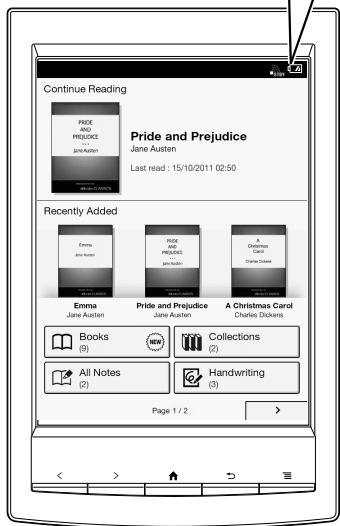 STBY
Continue Reading
PRIDE
AND
PREJUDICE
Jane Austen
Pride and Prejudice
Jane Austen
Last read : 15/10/2011 02:50
Recently Added
Emma
Jane Austen
PRIDE
AND
PREJUDICE
Jane Austen
A
Christmas
Carol
Charles Dickens
Emma
Pride and Prejudice
A Christmas Carol
Jane Austen
Jane Austen
Charles Dickens
Books
(9)
NEW
Collections
(2)
All Notes
(2)
Handwriting
(3)
Page 1 / 2